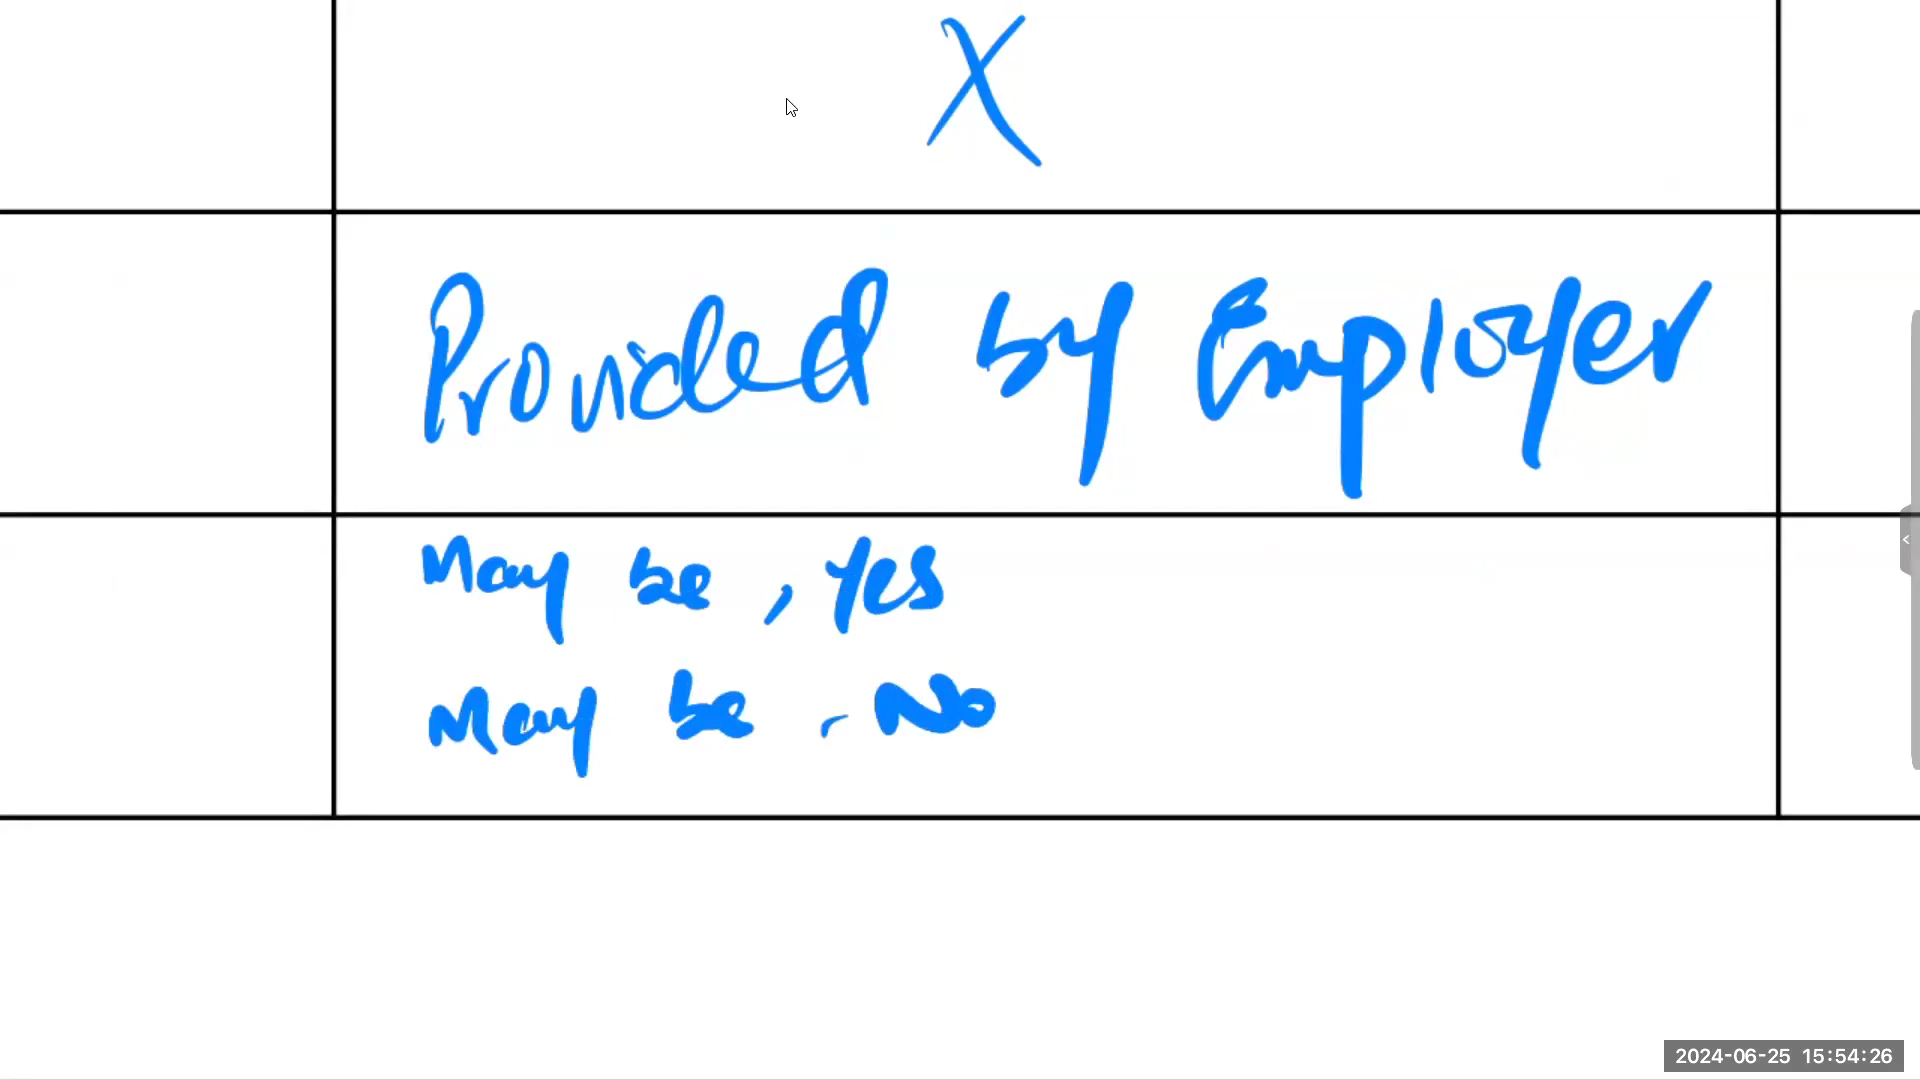 X
Provided by Employer
May be, Yes
May be, No
2024-06-25 15:54:26